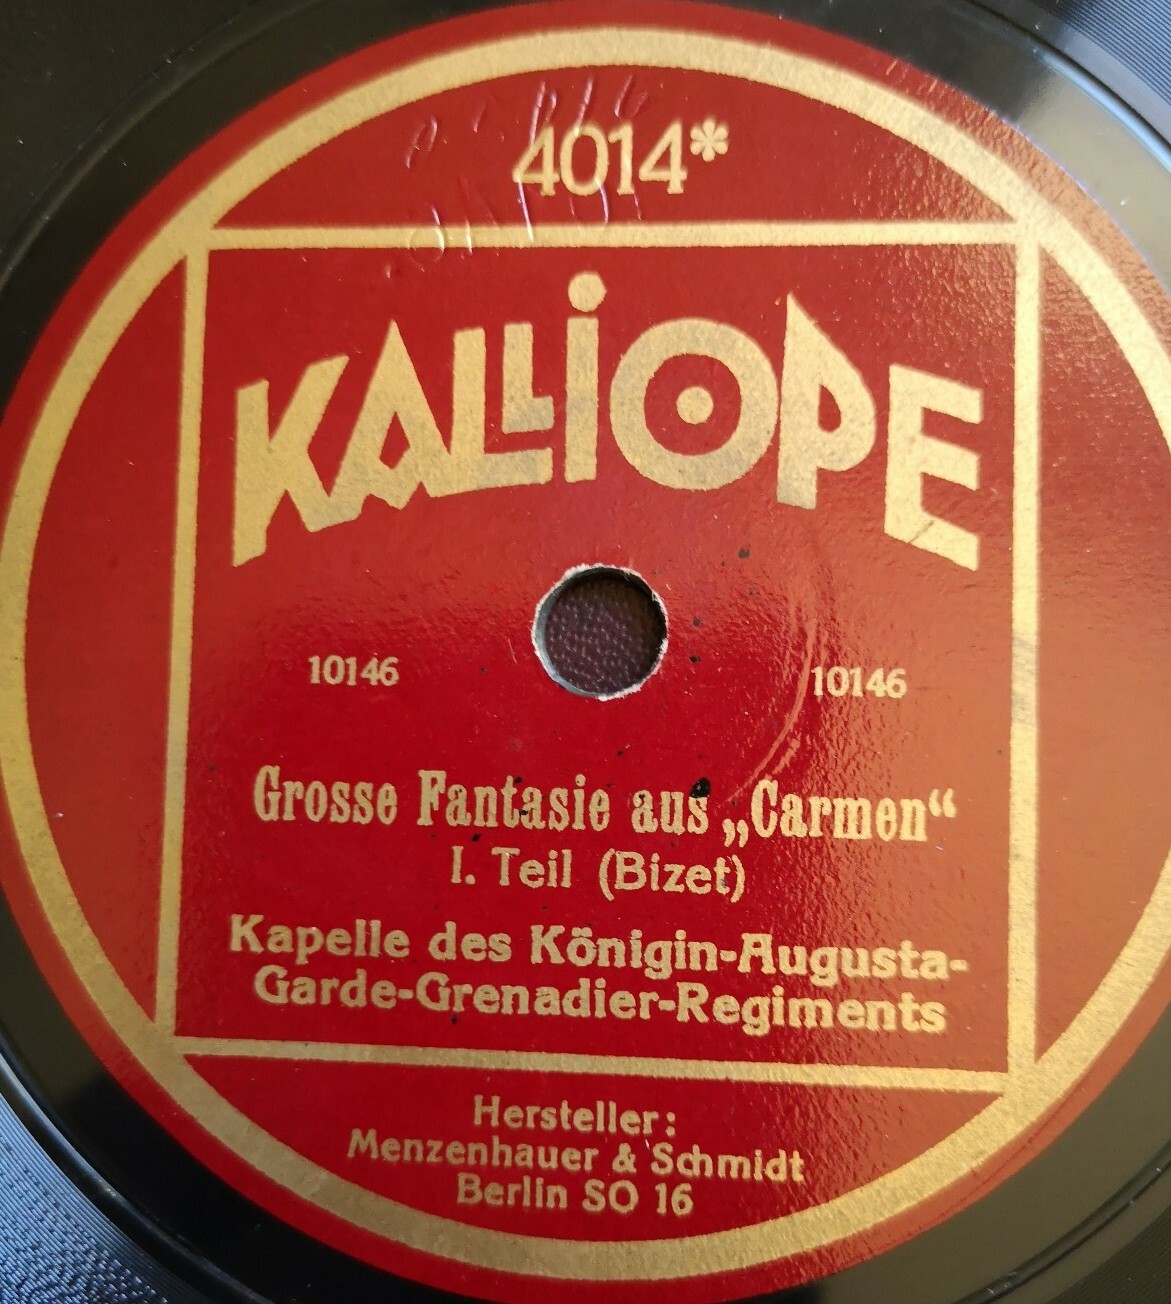 4014*
KALLIOPE
10146 10146
Grosse Fantasie aus „Carmen“
I. Teil (Bizet)
Kapelle des Königin-Augusta-
Garde-Grenadier-Regiments
Hersteller:
Menzenhauer & Schmidt
Berlin SO 16